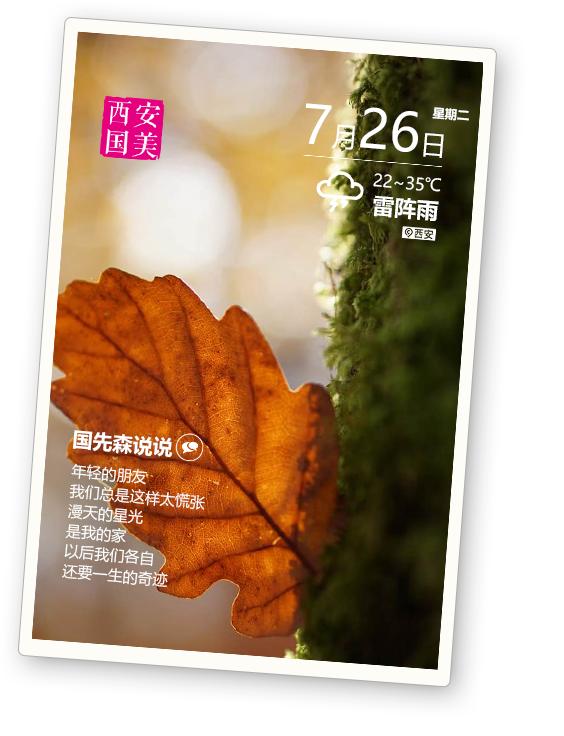 西安
国美
7月26日
星期二
22~35℃
雷阵雨
西安
国先森说说
年轻的朋友
我们总是这样太慌张
漫天的星光
是我的家
以后我们各自
还要一生的奇迹